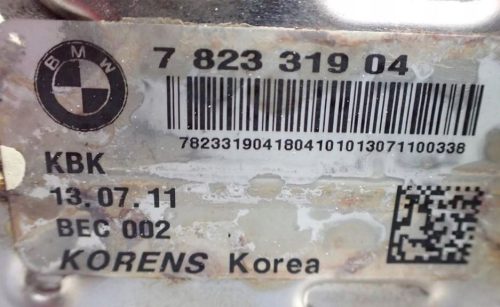 BMW
7 823 319 04
7823319041804101013071100338
KBK
13.07.11
BEC 002
KORENS Korea